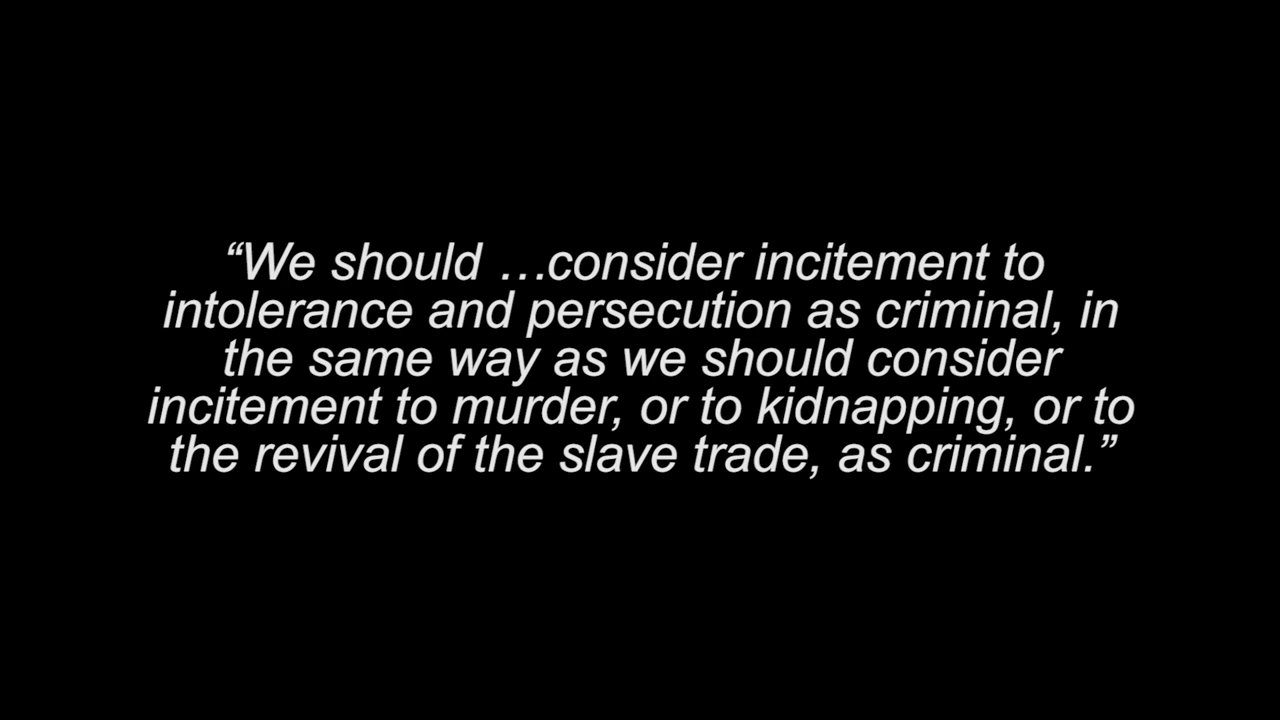 “We should …consider incitement to
intolerance and persecution as criminal, in
the same way as we should consider
incitement to murder, or to kidnapping, or to
the revival of the slave trade, as criminal.”